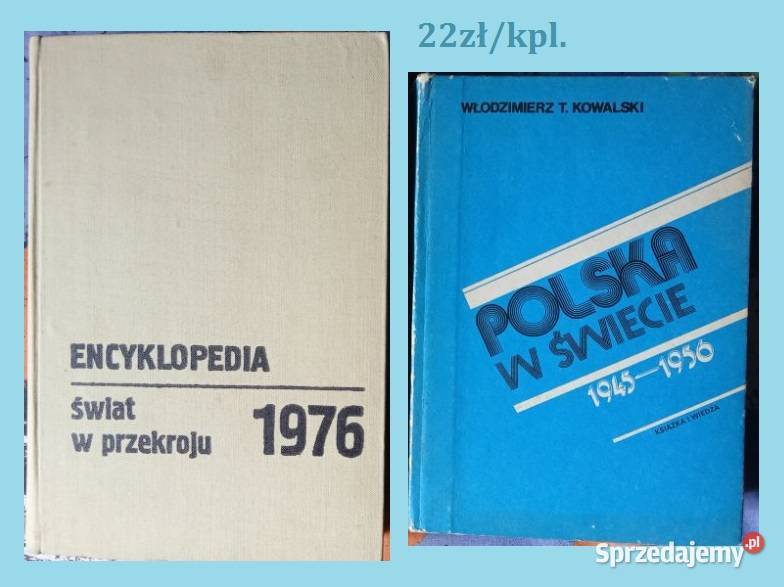 22zł/kpl.
ENCYKLOPEDIA
świat
w przekroju 1976
WŁODZIMIERZ T. KOWALSKI
POLSKA
W ŚWIECIE
1945-1956
KSIĄŻKA I WIEDZA
Sprzedajemy.pl